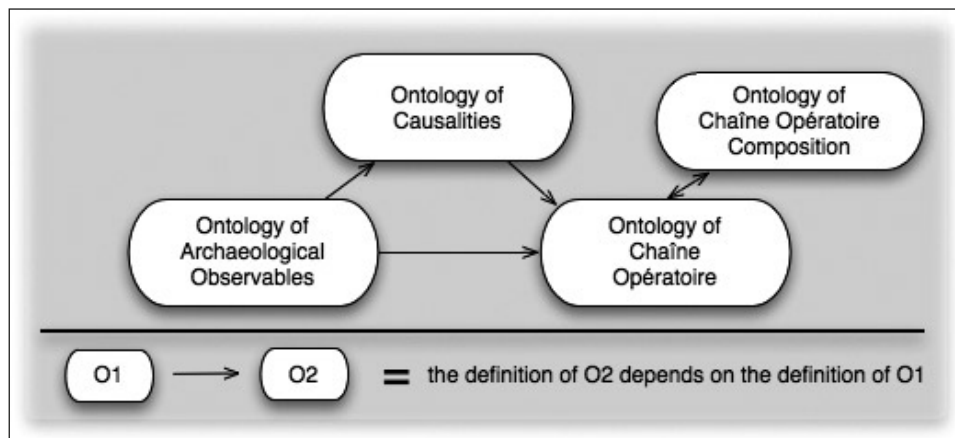 Ontology of
Causalities
Ontology of
Chaîne Opératoire
Composition
Ontology of
Archaeological
Observables
Ontology of
Chaîne
Opératoire
O1
O2
= the definition of O2 depends on the definition of O1